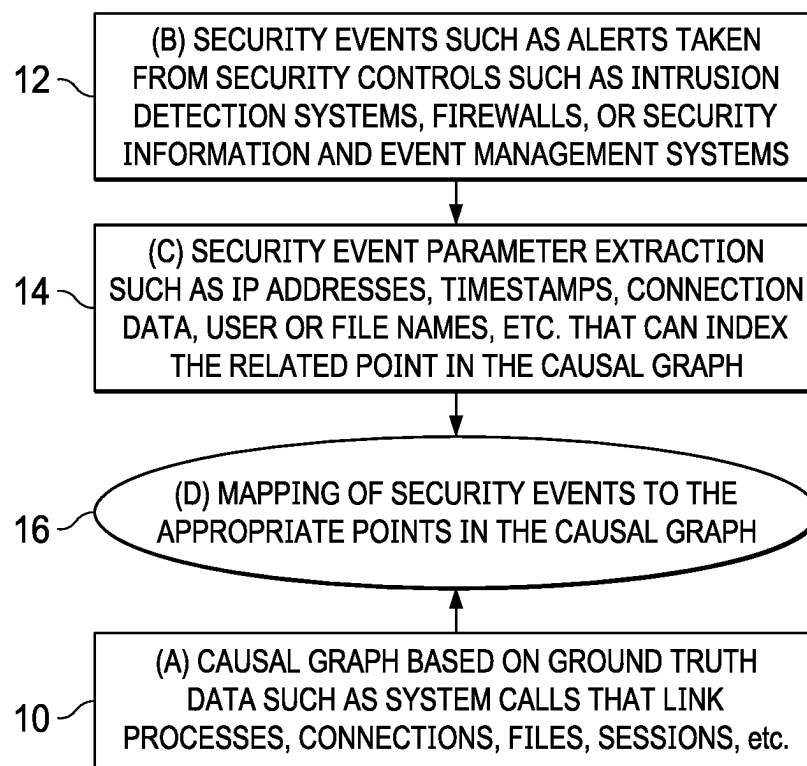 12
(B) SECURITY EVENTS SUCH AS ALERTS TAKEN
FROM SECURITY CONTROLS SUCH AS INTRUSION
DETECTION SYSTEMS, FIREWALLS, OR SECURITY
INFORMATION AND EVENT MANAGEMENT SYSTEMS
14
(C) SECURITY EVENT PARAMETER EXTRACTION
SUCH AS IP ADDRESSES, TIMESTAMPS, CONNECTION
DATA, USER OR FILE NAMES, ETC. THAT CAN INDEX
THE RELATED POINT IN THE CAUSAL GRAPH
16
(D) MAPPING OF SECURITY EVENTS TO THE
APPROPRIATE POINTS IN THE CAUSAL GRAPH
10
(A) CAUSAL GRAPH BASED ON GROUND TRUTH
DATA SUCH AS SYSTEM CALLS THAT LINK
PROCESSES, CONNECTIONS, FILES, SESSIONS, etc.